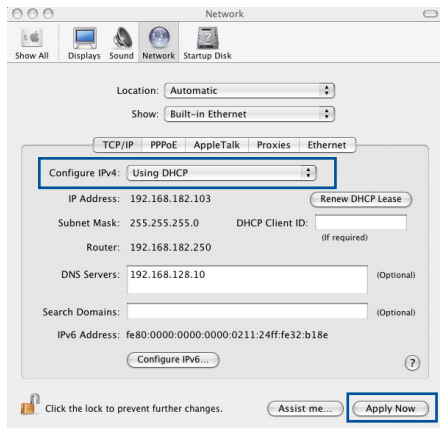 Network
Show All Displays Sound Network Startup Disk
Location: Automatic
Show: Built-in Ethernet
TCP/IP PPPoE AppleTalk Proxies Ethernet
Configure IPv4: Using DHCP
IP Address: 192.168.182.103 Renew DHCP Lease
Subnet Mask: 255.255.255.0 DHCP Client ID:
(If required)
Router: 192.168.182.250
DNS Servers: 192.168.128.10 (Optional)
Search Domains: (Optional)
IPv6 Address: fe80:0000:0000:0000:0211:24ff:fe32:b18e
Configure IPv6... ?
Click the lock to prevent further changes. Assist me... Apply Now